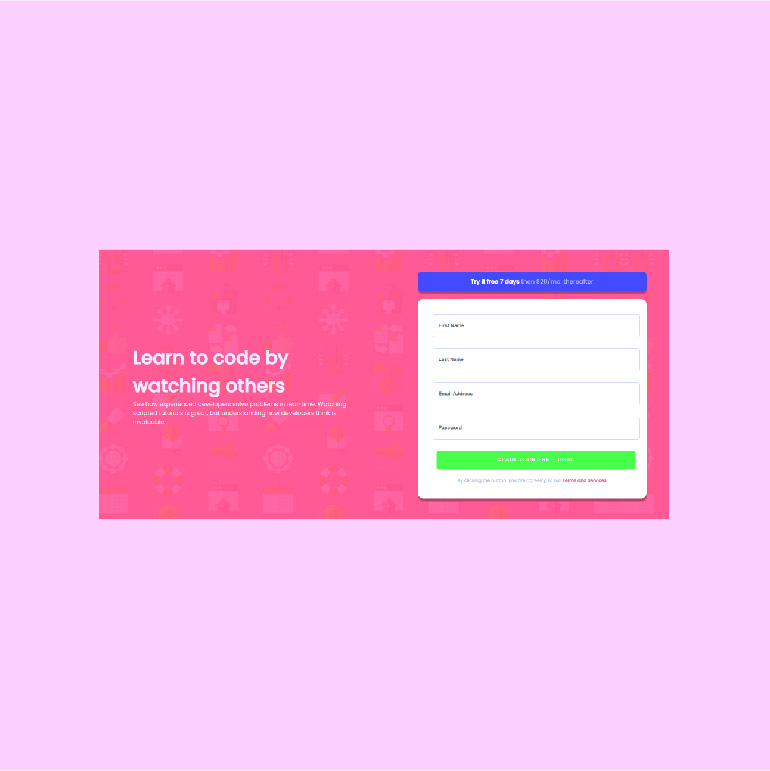 Learn to code by
watching others
See how experienced developers solve problems in real-time. Watching
scripted tutorials is great, but understanding how developers think is
invaluable.
Try it free 7 days then $20/mo. thereafter
First Name
Last Name
Email Address
Password
CLAIM YOUR FREE TRIAL
By clicking the button, you are agreeing to our Terms and Services